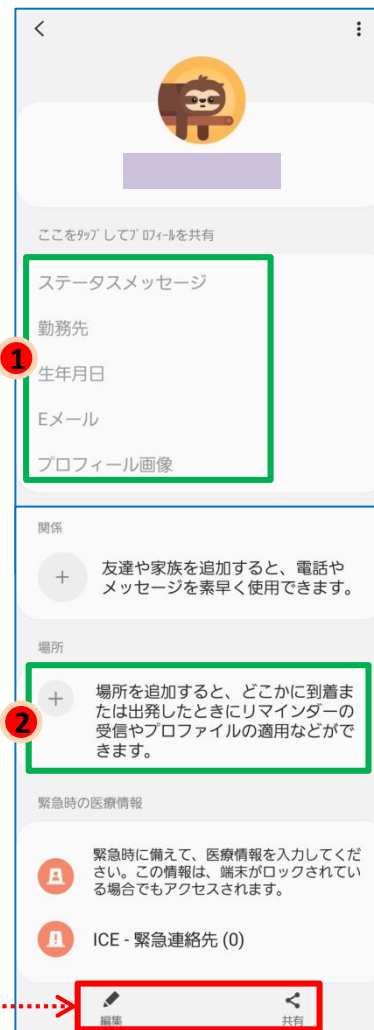 ここをﾀｯﾌﾟしてﾌﾟﾛﾌｨｰﾙを共有
ステータスメッセージ
勤務先
1
生年月日
Eメール
プロフィール画像
関係
友達や家族を追加すると、電話や
メッセージを素早く使用できます。
場所
2
場所を追加すると、どこかに到着ま
たは出発したときにリマインダーの
受信やプロファイルの適用などがで
きます。
緊急時の医療情報
緊急時に備えて、医療情報を入力してくだ
さい。この情報は、端末がロックされてい
る場合でもアクセスされます。
ICE - 緊急連絡先 (0)
編集 共有